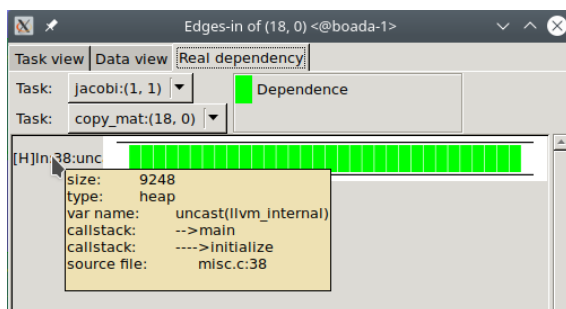 Edges-in of (18, 0) <@boada-1>
Task view Data view Real dependency
Task: jacobi:(1, 1)
Dependence
Task: copy_mat:(18, 0)
[H]In:38:unc
size: 9248
type: heap
var name: uncast(llvm_internal)
callstack: -->main
callstack: ---->initialize
source file: misc.c:38